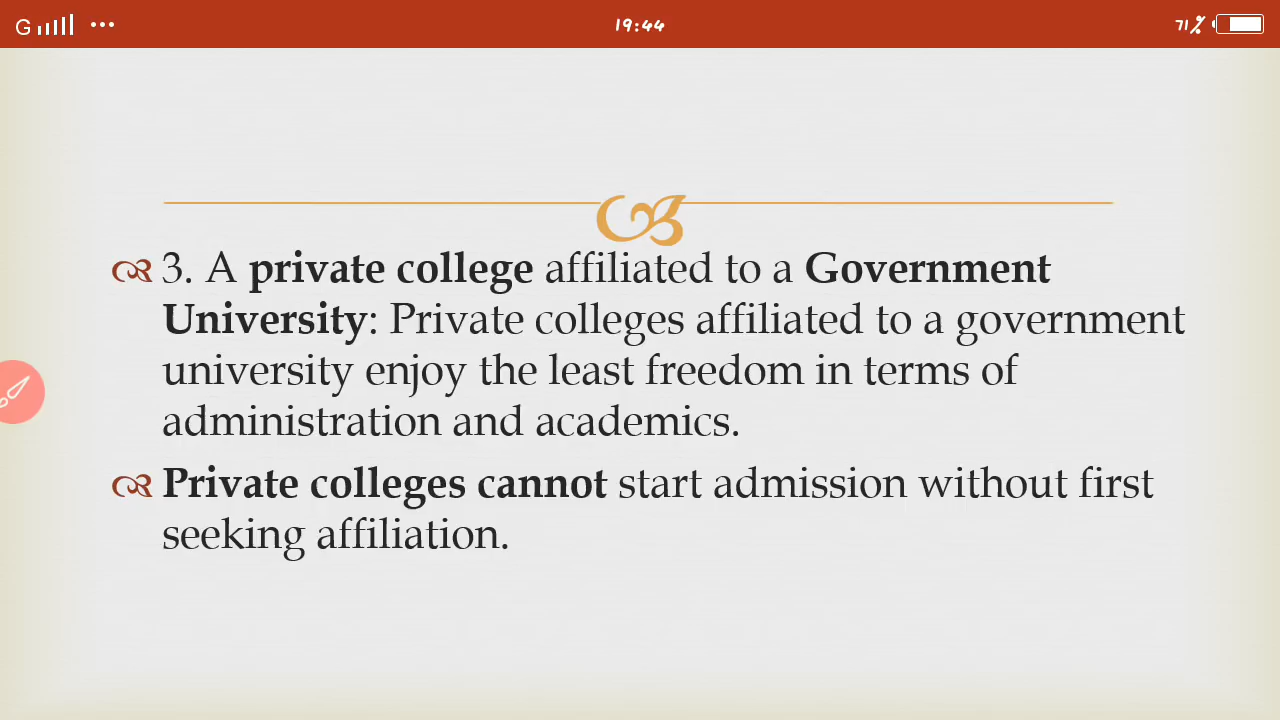 G
19:44
71%
3. A private college affiliated to a Government
University: Private colleges affiliated to a government
university enjoy the least freedom in terms of
administration and academics.
Private colleges cannot start admission without first
seeking affiliation.